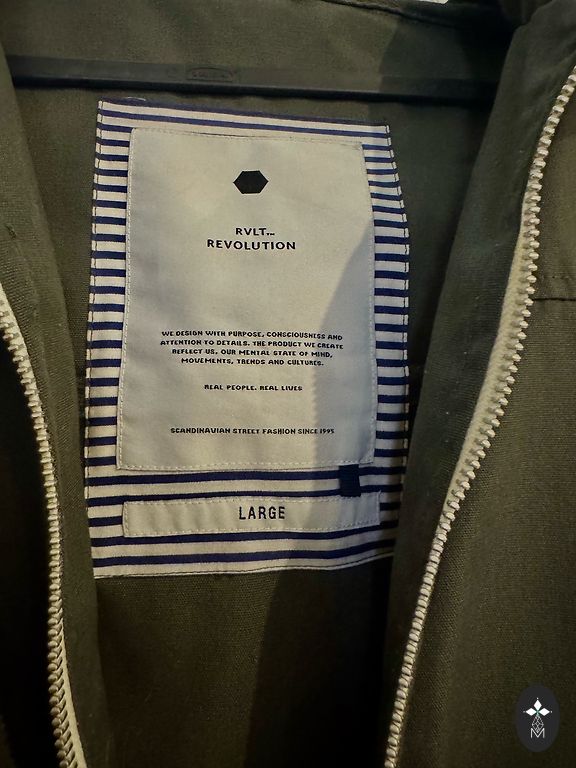 RVLT™
REVOLUTION
WE DESIGN WITH PURPOSE, CONSCIOUSNESS AND
ATTENTION TO DETAILS. THE PRODUCT WE CREATE
REFLECT US. OUR MENTAL STATE OF MIND,
MOVEMENTS, TRENDS AND CULTURES.
REAL PEOPLE. REAL LIVES
SCANDINAVIAN STREET FASHION SINCE 1995
LARGE
M